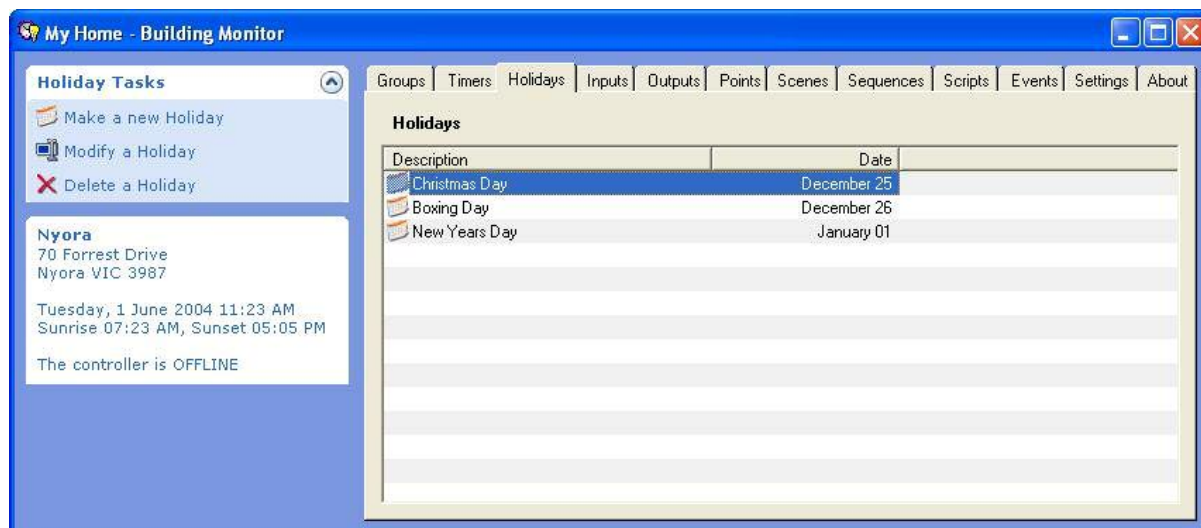 My Home - Building Monitor
Holiday Tasks
Make a new Holiday
Modify a Holiday
Delete a Holiday
Nyora
70 Forrest Drive
Nyora VIC 3987
Tuesday, 1 June 2004 11:23 AM
Sunrise 07:23 AM, Sunset 05:05 PM
The controller is OFFLINE
Groups Timers Holidays Inputs Outputs Points Scenes Sequences Scripts Events Settings About
Holidays
Description Date
Christmas Day December 25
Boxing Day December 26
New Years Day January 01